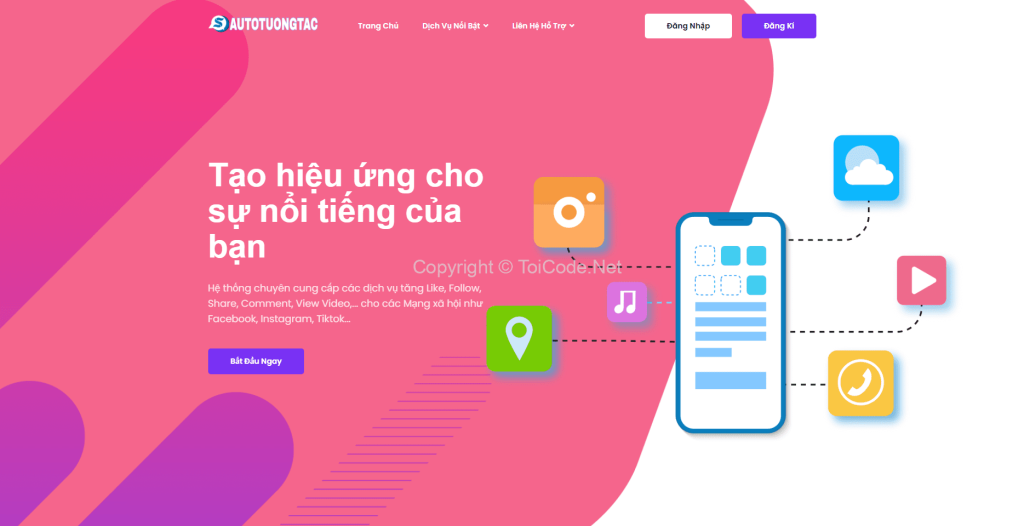 AUTOTUONGTAC
Trang Chủ
Dịch Vụ Nổi Bật
Liên Hệ Hỗ Trợ
Đăng Nhập
Đăng Kí
Tạo hiệu ứng cho
sự nổi tiếng của
bạn
Copyright © ToiCode.Net
Hệ thống chuyên cung cấp các dịch vụ tăng Like, Follow,
Share, Comment, View Video,... cho các Mạng xã hội như
Facebook, Instagram, Tiktok...
Bắt Đầu Ngay